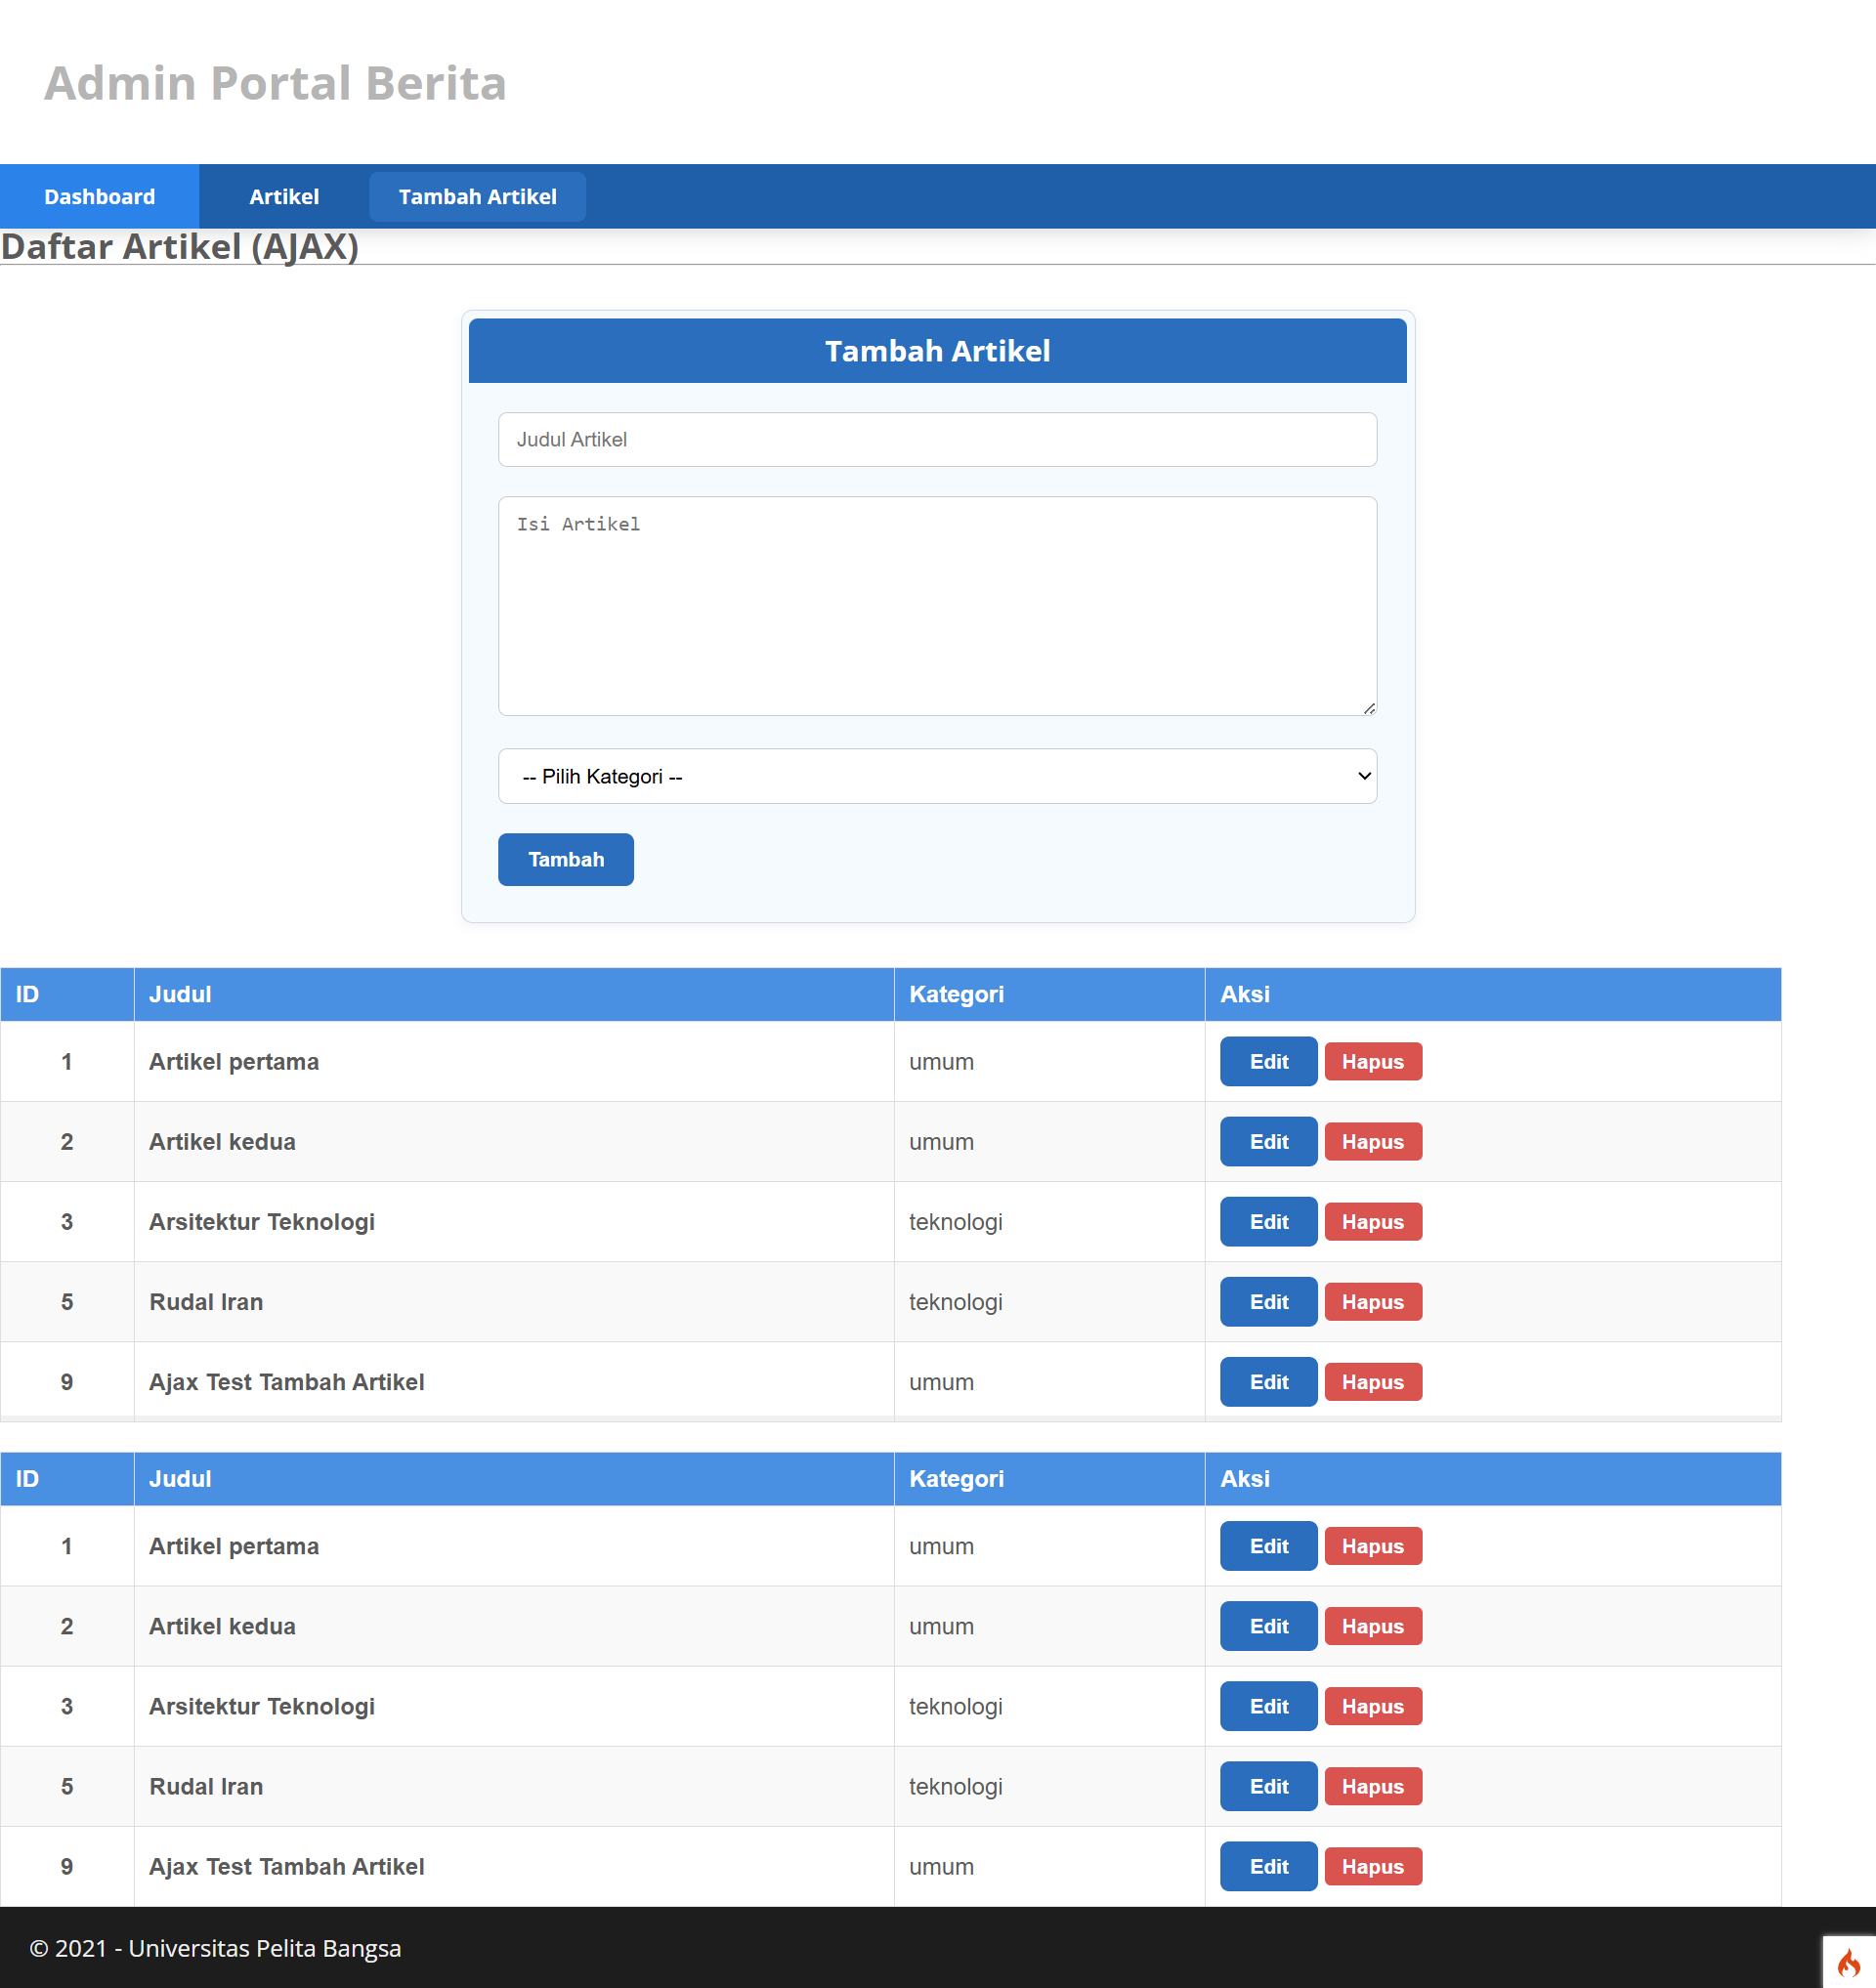 Admin Portal Berita
Dashboard Artikel Tambah Artikel
Daftar Artikel (AJAX)
Tambah Artikel
Judul Artikel
Isi Artikel
-- Pilih Kategori --
Tambah
ID Judul Kategori Aksi
1 Artikel pertama umum Edit Hapus
2 Artikel kedua umum Edit Hapus
3 Arsitektur Teknologi teknologi Edit Hapus
5 Rudal Iran teknologi Edit Hapus
9 Ajax Test Tambah Artikel umum Edit Hapus
ID Judul Kategori Aksi
1 Artikel pertama umum Edit Hapus
2 Artikel kedua umum Edit Hapus
3 Arsitektur Teknologi teknologi Edit Hapus
5 Rudal Iran teknologi Edit Hapus
9 Ajax Test Tambah Artikel umum Edit Hapus
© 2021 - Universitas Pelita Bangsa